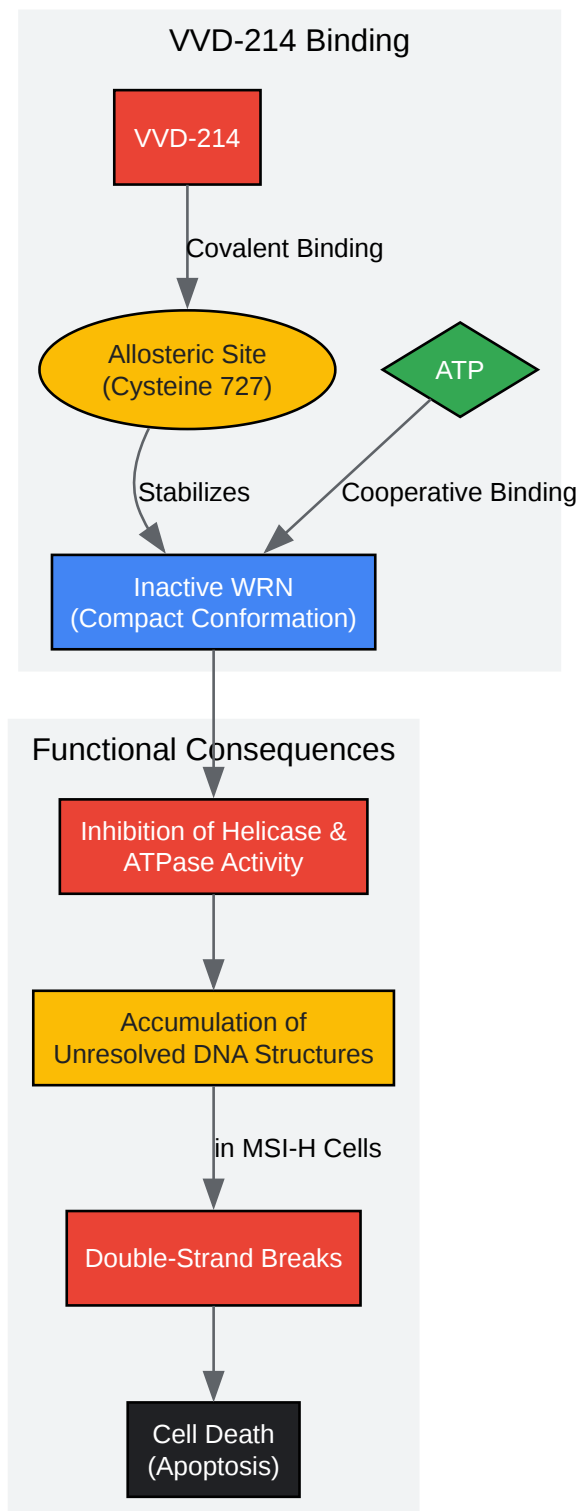 VVD-214 Binding
VVD-214
Covalent Binding
Allosteric Site
(Cysteine 727)
ATP
Stabilizes
Cooperative Binding
Inactive WRN
(Compact Conformation)
Functional Consequences
Inhibition of Helicase &
ATPase Activity
Accumulation of
Unresolved DNA Structures
in MSI-H Cells
Double-Strand Breaks
Cell Death
(Apoptosis)